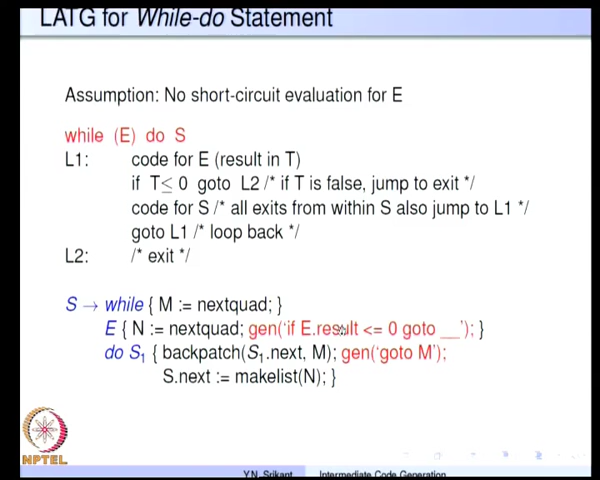 LATG for While-do Statement
Assumption: No short-circuit evaluation for E
while (E) do S
L1: code for E (result in T)
if T≤ 0 goto L2 /* if T is false, jump to exit */
code for S /* all exits from within S also jump to L1 */
goto L1 /* loop back */
L2: /* exit */
S → while { M := nextquad; }
E { N := nextquad; gen('if E.result <= 0 goto __'); }
do S₁ { backpatch(S₁.next, M); gen('goto M');
S.next := makelist(N); }
NPTEL
Y.N. Srikant Intermediate Code Generation